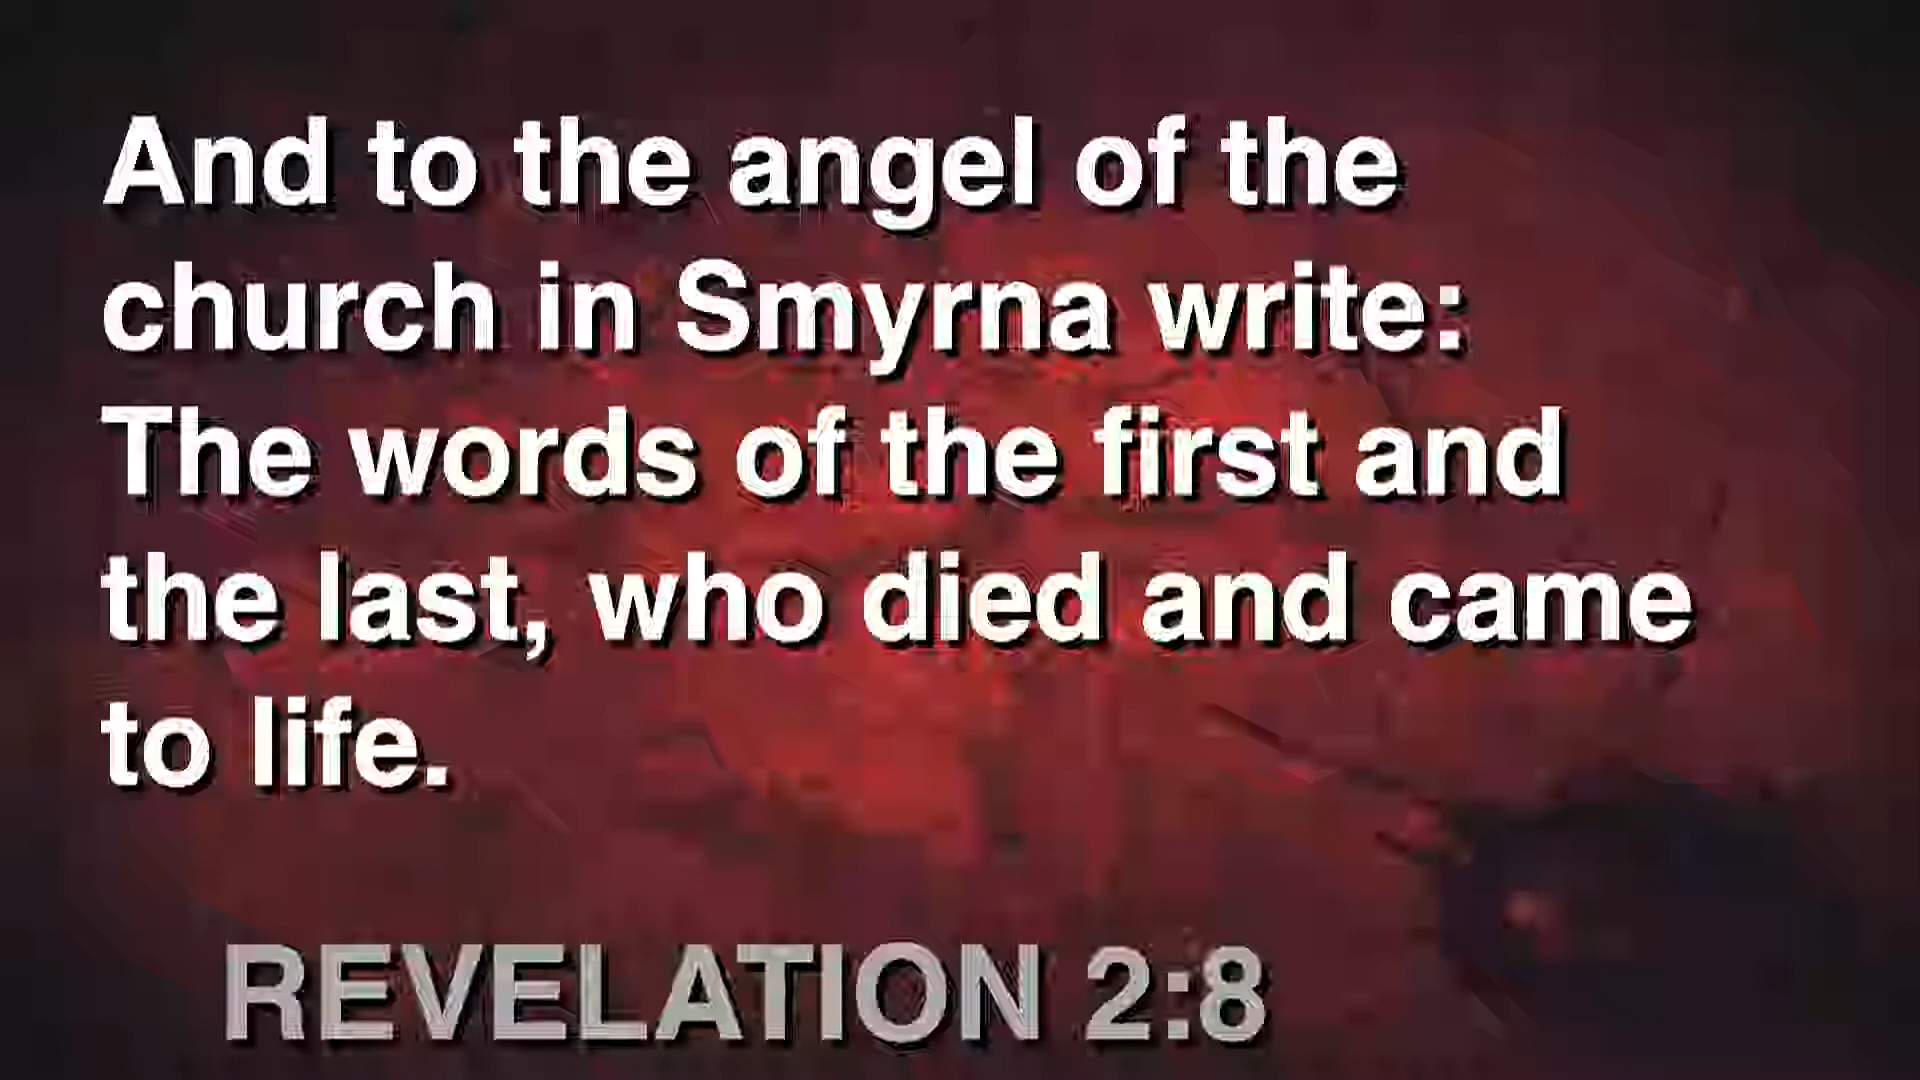 And to the angel of the
church in Smyrna write:
The words of the first and
the last, who died and came
to life.
REVELATION 2:8